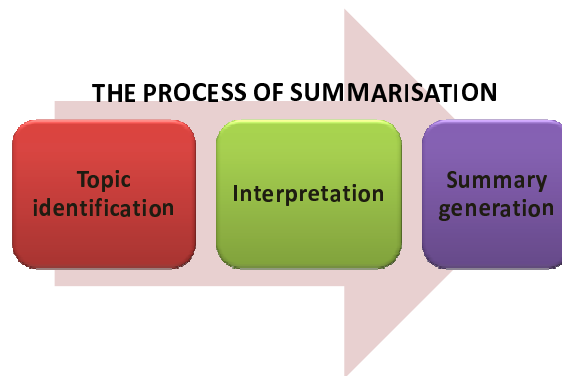 THE PROCESS OF SUMMARISATION
Topic
identification
Interpretation
Summary
generation